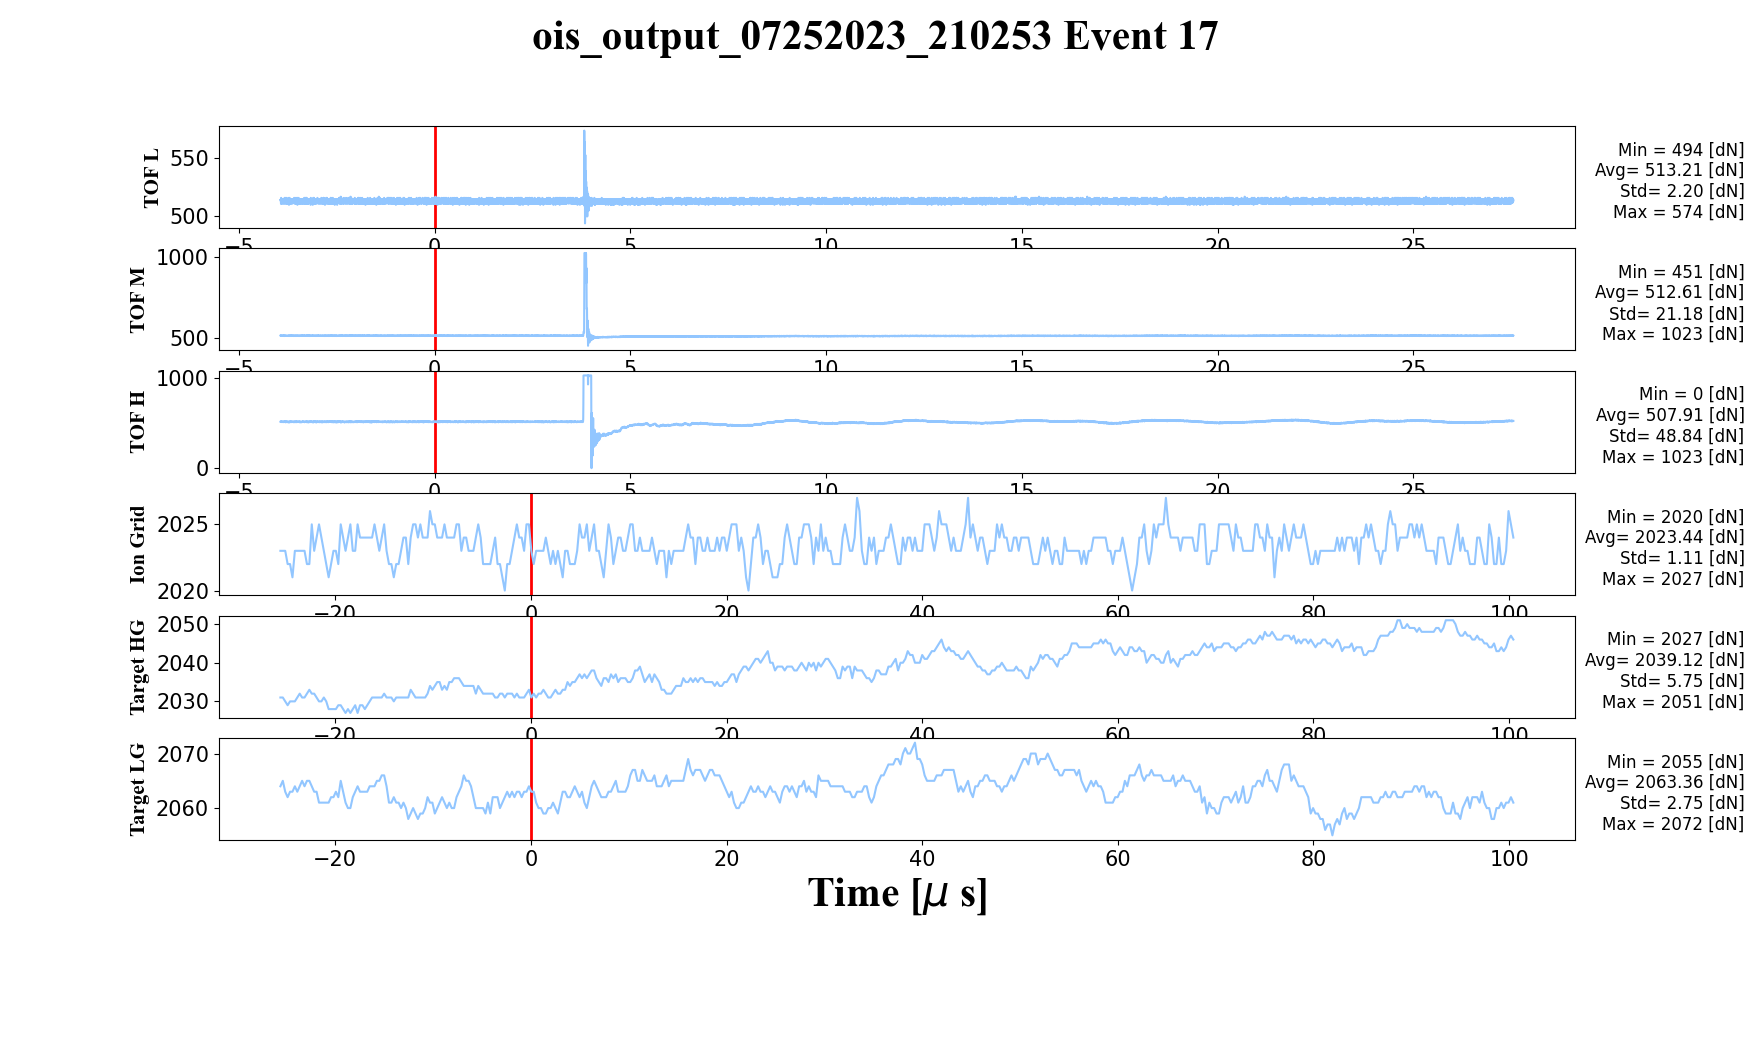 ois_output_07252023_210253 Event 17
TOF L
550
500
Min = 494 [dN]
Avg= 513.21 [dN]
Std= 2.20 [dN]
Max = 574 [dN]
−5 0 5 10 15 20 25
TOF M
1000
500
Min = 451 [dN]
Avg= 512.61 [dN]
Std= 21.18 [dN]
Max = 1023 [dN]
−5 0 5 10 15 20 25
TOF H
1000
0
Min = 0 [dN]
Avg= 507.91 [dN]
Std= 48.84 [dN]
Max = 1023 [dN]
−5 0 5 10 15 20 25
Ion Grid
2025
2020
Min = 2020 [dN]
Avg= 2023.44 [dN]
Std= 1.11 [dN]
Max = 2027 [dN]
−20 0 20 40 60 80 100
Target HG
2050
2040
2030
Min = 2027 [dN]
Avg= 2039.12 [dN]
Std= 5.75 [dN]
Max = 2051 [dN]
−20 0 20 40 60 80 100
Target LG
2070
2060
Min = 2055 [dN]
Avg= 2063.36 [dN]
Std= 2.75 [dN]
Max = 2072 [dN]
−20 0 20 40 60 80 100
Time [μ s]